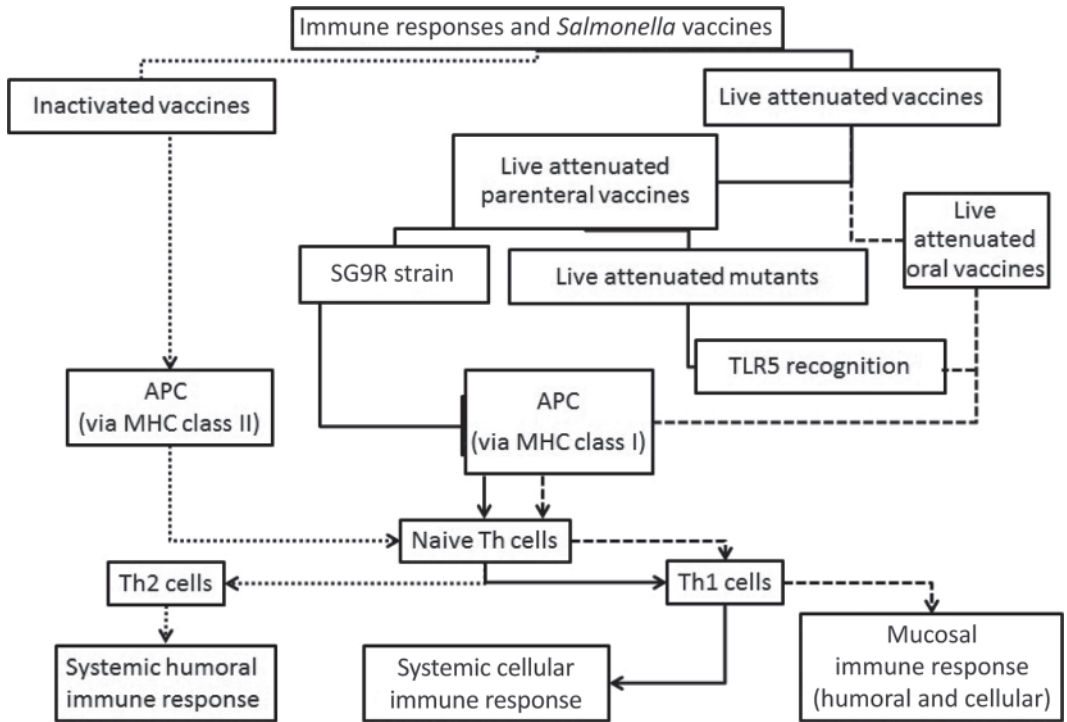 Immune responses and Salmonella vaccines
Inactivated vaccines
Live attenuated vaccines
Live attenuated
parenteral vaccines
Live
attenuated
oral vaccines
SG9R strain
Live attenuated mutants
TLR5 recognition
APC
(via MHC class II)
APC
(via MHC class I)
Naive Th cells
Th2 cells
Th1 cells
Systemic humoral
immune response
Systemic cellular
immune response
Mucosal
immune response
(humoral and cellular)